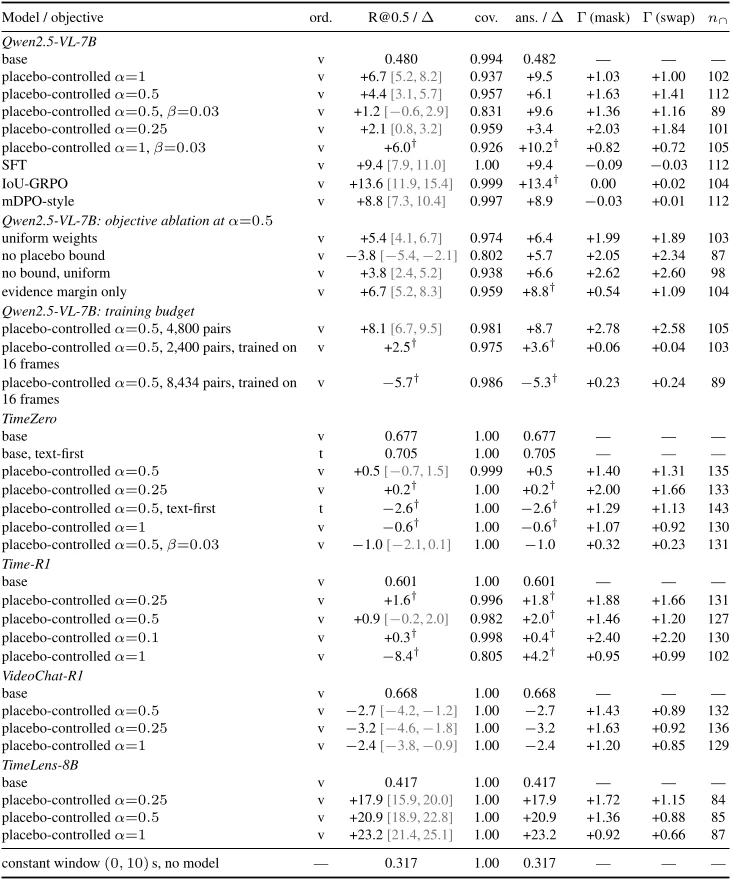 Model / objective ord. R@0.5 / Δ cov. ans. / Δ Γ (mask) Γ (swap) n∩
Qwen2.5-VL-7B
base v 0.480 0.994 0.482 — — —
placebo-controlled α=1 v +6.7 [5.2, 8.2] 0.937 +9.5 +1.03 +1.00 102
placebo-controlled α=0.5 v +4.4 [3.1, 5.7] 0.957 +6.1 +1.63 +1.41 112
placebo-controlled α=0.5, β=0.03 v +1.2 [−0.6, 2.9] 0.831 +9.6 +1.36 +1.16 89
placebo-controlled α=0.25 v +2.1 [0.8, 3.2] 0.959 +3.4 +2.03 +1.84 101
placebo-controlled α=1, β=0.03 v +6.0† 0.926 +10.2† +0.82 +0.72 105
SFT v +9.4 [7.9, 11.0] 1.00 +9.4 −0.09 −0.03 112
IoU-GRPO v +13.6 [11.9, 15.4] 0.999 +13.4† 0.00 +0.02 104
mDPO-style v +8.8 [7.3, 10.4] 0.997 +8.9 −0.03 +0.01 112
Qwen2.5-VL-7B: objective ablation at α=0.5
uniform weights v +5.4 [4.1, 6.7] 0.974 +6.4 +1.99 +1.89 103
no placebo bound v −3.8 [−5.4, −2.1] 0.802 +5.7 +2.05 +2.34 87
no bound, uniform v +3.8 [2.4, 5.2] 0.938 +6.6 +2.62 +2.60 98
evidence margin only v +6.7 [5.2, 8.3] 0.959 +8.8† +0.54 +1.09 104
Qwen2.5-VL-7B: training budget
placebo-controlled α=0.5, 4,800 pairs v +8.1 [6.7, 9.5] 0.981 +8.7 +2.78 +2.58 105
placebo-controlled α=0.5, 2,400 pairs, trained on v +2.5† 0.975 +3.6† +0.06 +0.04 103
16 frames
placebo-controlled α=0.5, 8,434 pairs, trained on v −5.7† 0.986 −5.3† +0.23 +0.24 89
16 frames
TimeZero
base v 0.677 1.00 0.677 — — —
base, text-first t 0.705 1.00 0.705 — — —
placebo-controlled α=0.5 v +0.5 [−0.7, 1.5] 0.999 +0.5 +1.40 +1.31 135
placebo-controlled α=0.25 v +0.2† 1.00 +0.2† +2.00 +1.66 133
placebo-controlled α=0.5, text-first t −2.6† 1.00 −2.6† +1.29 +1.13 143
placebo-controlled α=1 v −0.6† 1.00 −0.6† +1.07 +0.92 130
placebo-controlled α=0.5, β=0.03 v −1.0 [−2.1, 0.1] 1.00 −1.0 +0.32 +0.23 131
Time-R1
base v 0.601 1.00 0.601 — — —
placebo-controlled α=0.25 v +1.6† 0.996 +1.8† +1.88 +1.66 131
placebo-controlled α=0.5 v +0.9 [−0.2, 2.0] 0.982 +2.0† +1.46 +1.20 127
placebo-controlled α=0.1 v +0.3† 0.998 +0.4† +2.40 +2.20 130
placebo-controlled α=1 v −8.4† 0.805 +4.2† +0.95 +0.99 102
VideoChat-R1
base v 0.668 1.00 0.668 — — —
placebo-controlled α=0.5 v −2.7 [−4.2, −1.2] 1.00 −2.7 +1.43 +0.89 132
placebo-controlled α=0.25 v −3.2 [−4.6, −1.8] 1.00 −3.2 +1.63 +0.92 136
placebo-controlled α=1 v −2.4 [−3.8, −0.9] 1.00 −2.4 +1.20 +0.85 129
TimeLens-8B
base v 0.417 1.00 0.417 — — —
placebo-controlled α=0.25 v +17.9 [15.9, 20.0] 1.00 +17.9 +1.72 +1.15 84
placebo-controlled α=0.5 v +20.9 [18.9, 22.8] 1.00 +20.9 +1.36 +0.88 85
placebo-controlled α=1 v +23.2 [21.4, 25.1] 1.00 +23.2 +0.92 +0.66 87
constant window (0, 10) s, no model — 0.317 1.00 0.317 — — —